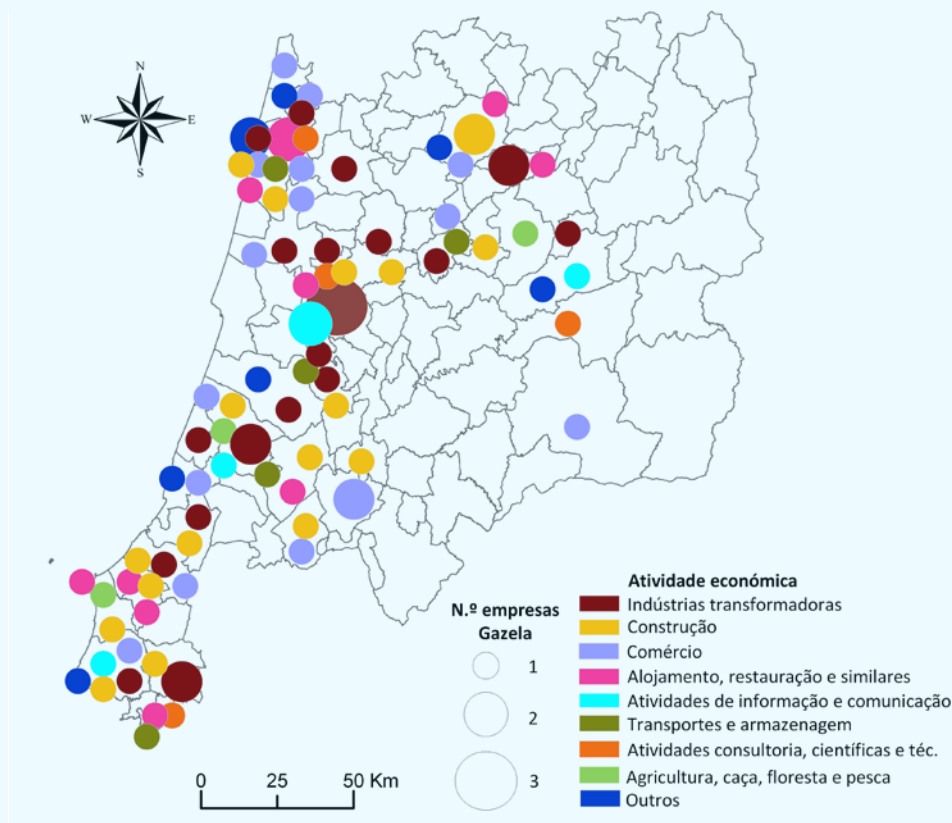 N
W
E
S
Atividade económica
N.º empresas
Gazela
1
2
3
Indústrias transformadoras
Construção
Comércio
Alojamento, restauração e similares
Atividades de informação e comunicação
Transportes e armazenagem
Atividades consultoria, científicas e téc.
Agricultura, caça, floresta e pesca
Outros
0 25 50 Km